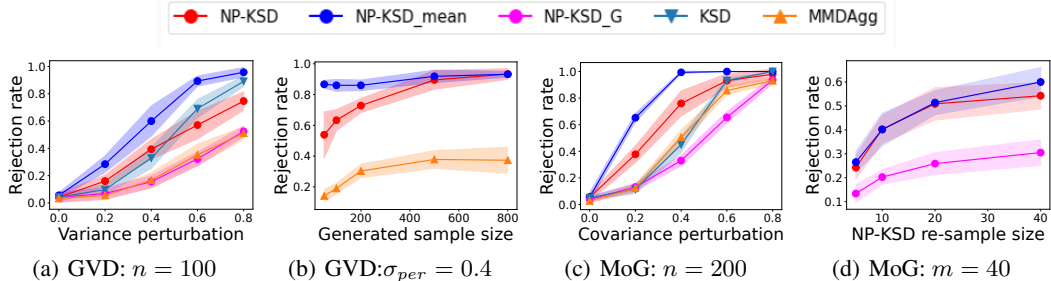 NP-KSD NP-KSD_mean NP-KSD_G KSD MMDAgg
Rejection rate
1.0
0.8
0.6
0.4
0.2
0.0
0.0 0.2 0.4 0.6 0.8
Variance perturbation
(a) GVD: n = 100
Rejection rate
1.0
0.8
0.6
0.4
0.2
200 400 600 800
Generated sample size
(b) GVD:σper = 0.4
Rejection rate
1.0
0.8
0.6
0.4
0.2
0.0
0.0 0.2 0.4 0.6 0.8
Covariance perturbation
(c) MoG: n = 200
Rejection rate
0.6
0.5
0.4
0.3
0.2
0.1
10 20 30 40
NP-KSD re-sample size
(d) MoG: m = 40